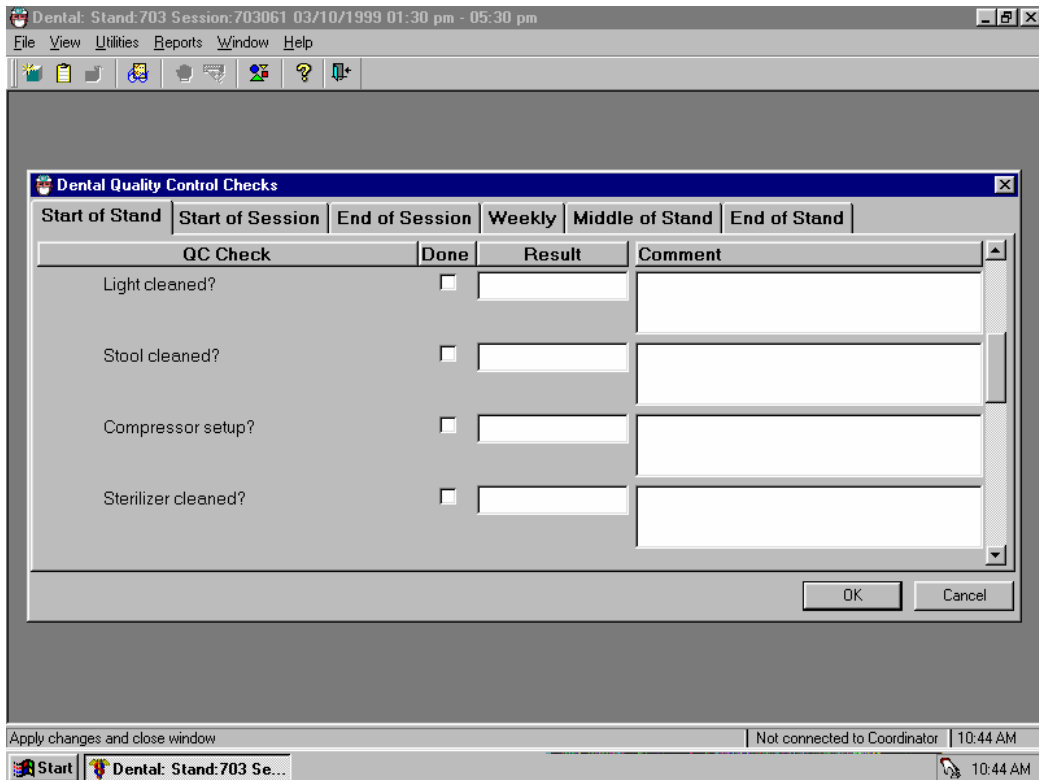 Dental: Stand:703 Session:703061 03/10/1999 01:30 pm - 05:30 pm
File View Utilities Reports Window Help
Dental Quality Control Checks
Start of Stand Start of Session End of Session Weekly Middle of Stand End of Stand
QC Check Done Result Comment
Light cleaned?
Stool cleaned?
Compressor setup?
Sterilizer cleaned?
OK Cancel
Apply changes and close window Not connected to Coordinator 10:44 AM
Start Dental: Stand:703 Se... 10:44 AM